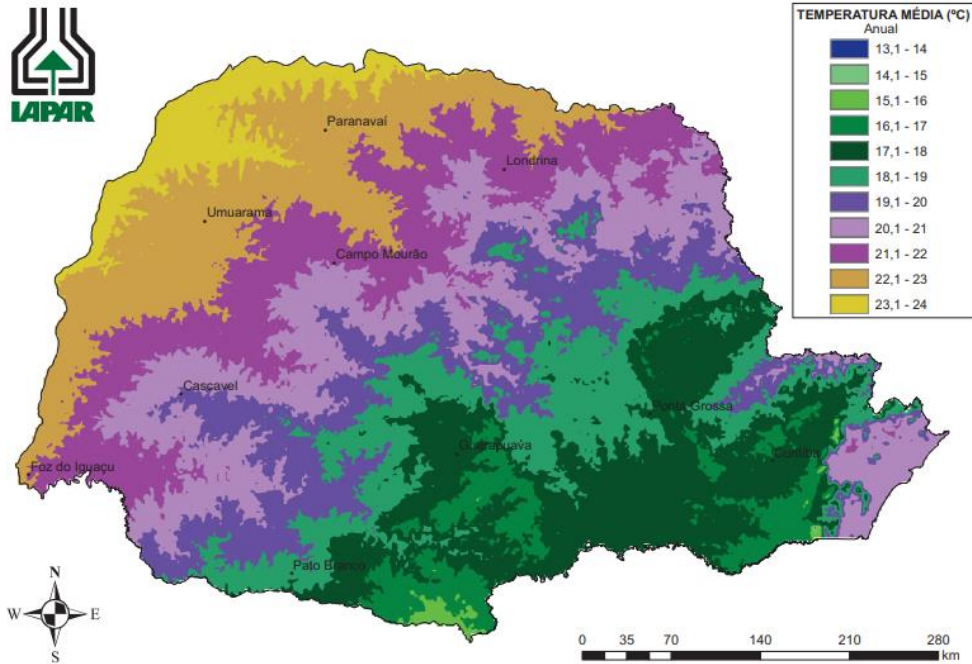 IAPAR
TEMPERATURA MÉDIA (ºC)
Anual
13,1 - 14
14,1 - 15
15,1 - 16
16,1 - 17
17,1 - 18
18,1 - 19
19,1 - 20
20,1 - 21
21,1 - 22
22,1 - 23
23,1 - 24
Paranavaí
Londrina
Umuarama
Campo Mourão
Cascavel
Ponta Grossa
Guarapuava
Curitiba
Foz do Iguaçu
Pato Branco
N
W
E
S
0 35 70 140 210 280
km